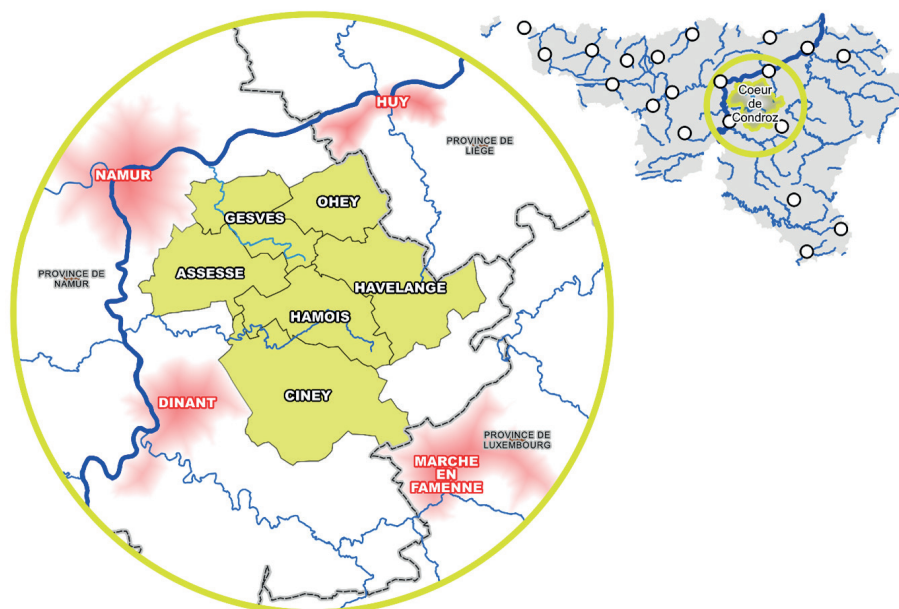 HUY
PROVINCE DE
LIÈGE
NAMUR
OHEY
GESVES
PROVINCE DE
NAMUR
ASSESSE
HAVELANGE
HAMOIS
CINEY
DINANT
PROVINCE DE
LUXEMBOURG
MARCHE
EN
FAMENNE
Coeur
de
Condroz